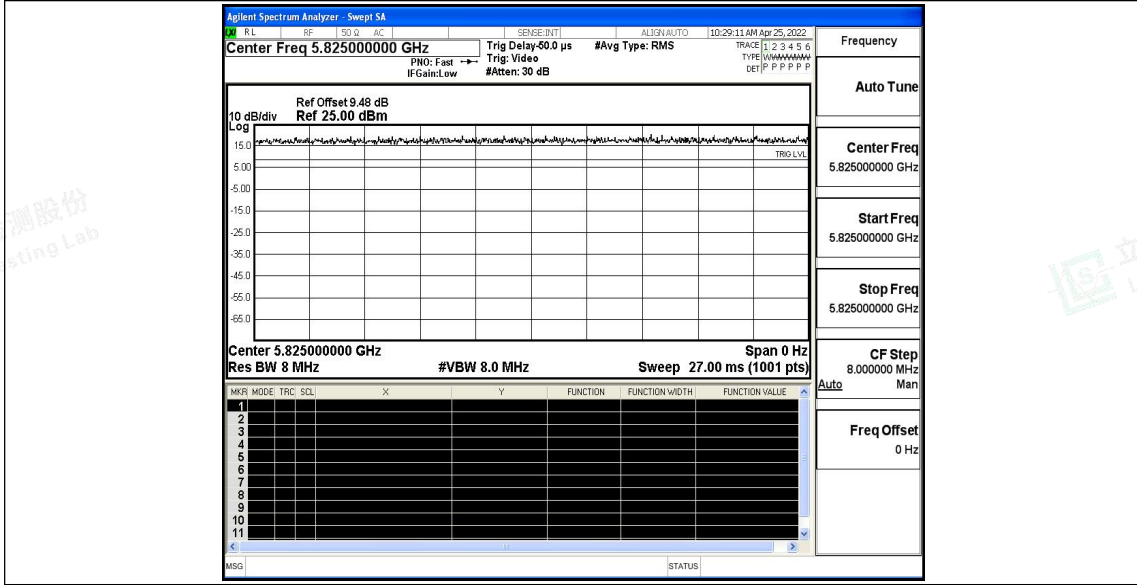 Agilent Spectrum Analyzer - Swept SA
RL RF 50 Ω AC SENSE:INT ALIGN AUTO 10:29:11 AM Apr 25, 2022
Center Freq 5.825000000 GHz
PNO: Fast
IFGain:Low
Trig Delay-50.0 µs
Trig: Video
#Atten: 30 dB
#Avg Type: RMS
TRACE 1 2 3 4 5 6
TYPE
DET P P P P P P
Ref Offset 9.48 dB
10 dB/div Ref 25.00 dBm
Log
15.0
TRIG LVL
5.00
-5.00
-15.0
-25.0
-35.0
-45.0
-55.0
-65.0
Center 5.825000000 GHz Span 0 Hz
Res BW 8 MHz #VBW 8.0 MHz Sweep 27.00 ms (1001 pts)
MKR MODE TRC SCL X Y FUNCTION FUNCTION WIDTH FUNCTION VALUE
1
2
3
4
5
6
7
8
9
10
11
MSG STATUS
Frequency
Auto Tune
Center Freq
5.825000000 GHz
Start Freq
5.825000000 GHz
Stop Freq
5.825000000 GHz
CF Step
8.000000 MHz
Auto Man
Freq Offset
0 Hz
测股份
sting Lab
立